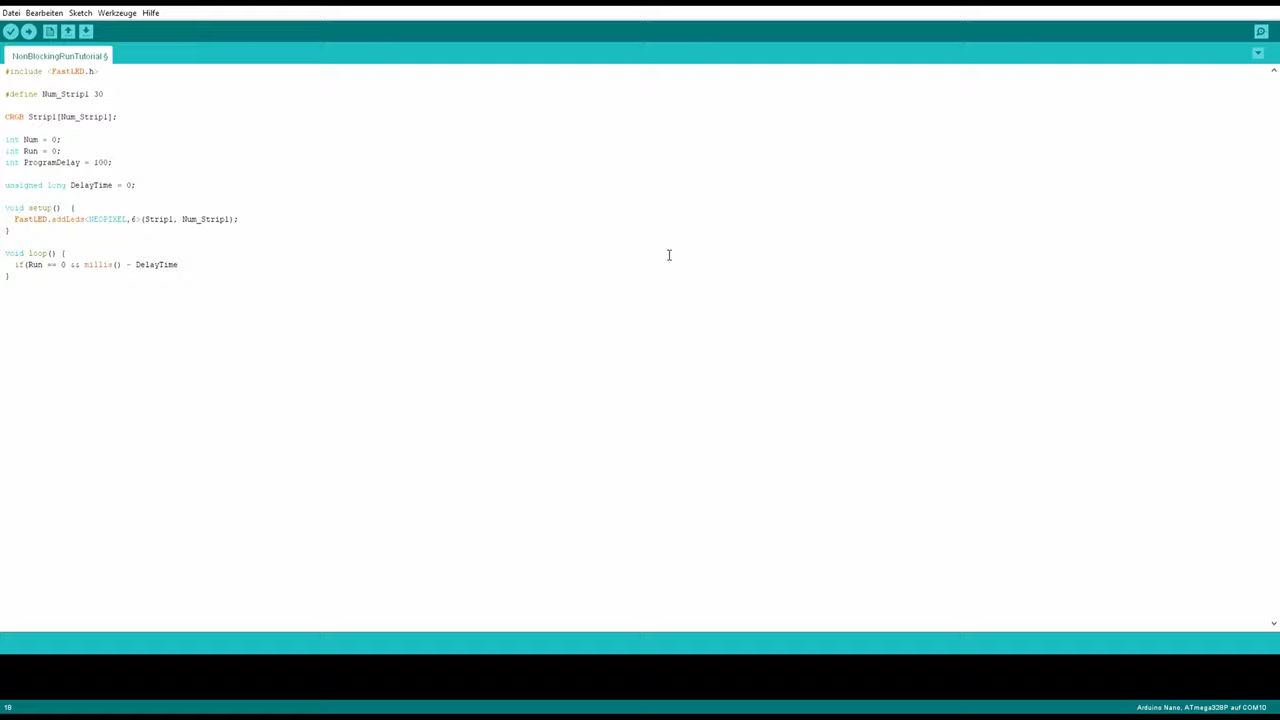 Datei Bearbeiten Sketch Werkzeuge Hilfe
NonBlockingRunTutorial §
#include <FastLED.h>
#define Num_Strip1 30
CRGB Strip1[Num_Strip1];
int Num = 0;
int Run = 0;
int ProgramDelay = 100;
unsigned long DelayTime = 0;
void setup() {
FastLED.addLeds<NEOPIXEL,6>(Strip1, Num_Strip1);
}
void loop() {
if(Run == 0 && millis() - DelayTime
}
18
Arduino Nano, ATmega328P auf COM10